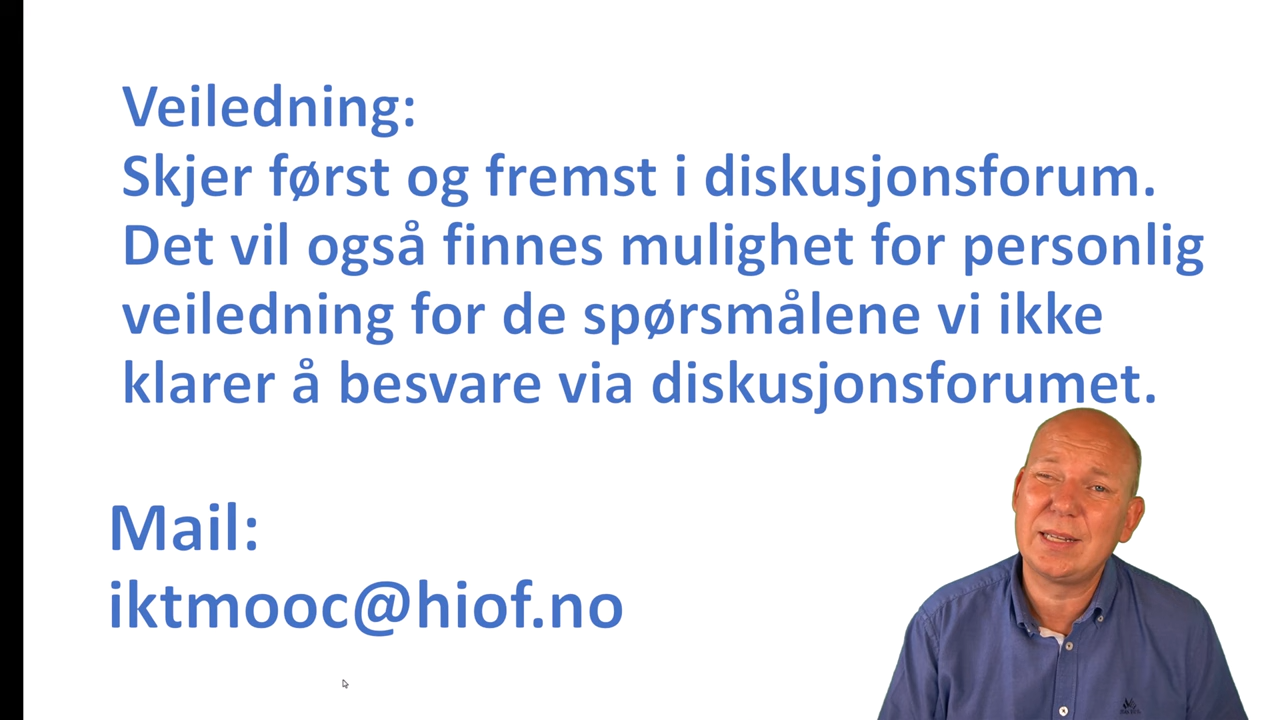 Veiledning:
Skjer først og fremst i diskusjonsforum.
Det vil også finnes mulighet for personlig
veiledning for de spørsmålene vi ikke
klarer å besvare via diskusjonsforumet.
Mail:
iktmooc@hiof.no